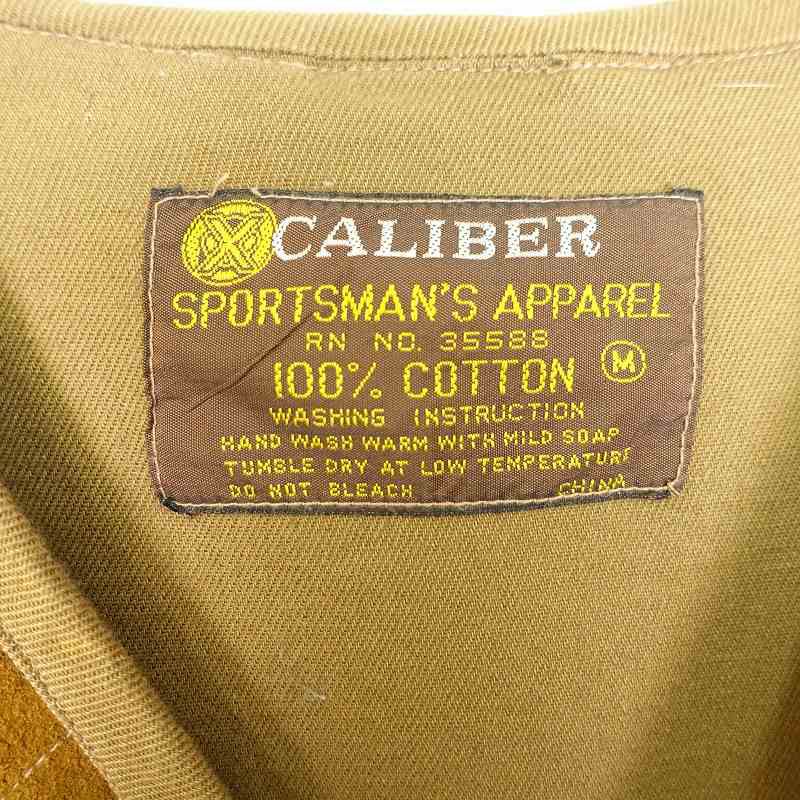 X CALIBER
SPORTSMAN'S APPAREL
RN NO. 35588
100% COTTON M
WASHING INSTRUCTION
HAND WASH WARM WITH MILD SOAP
TUMBLE DRY AT LOW TEMPERATURE
DO NOT BLEACH CHINA